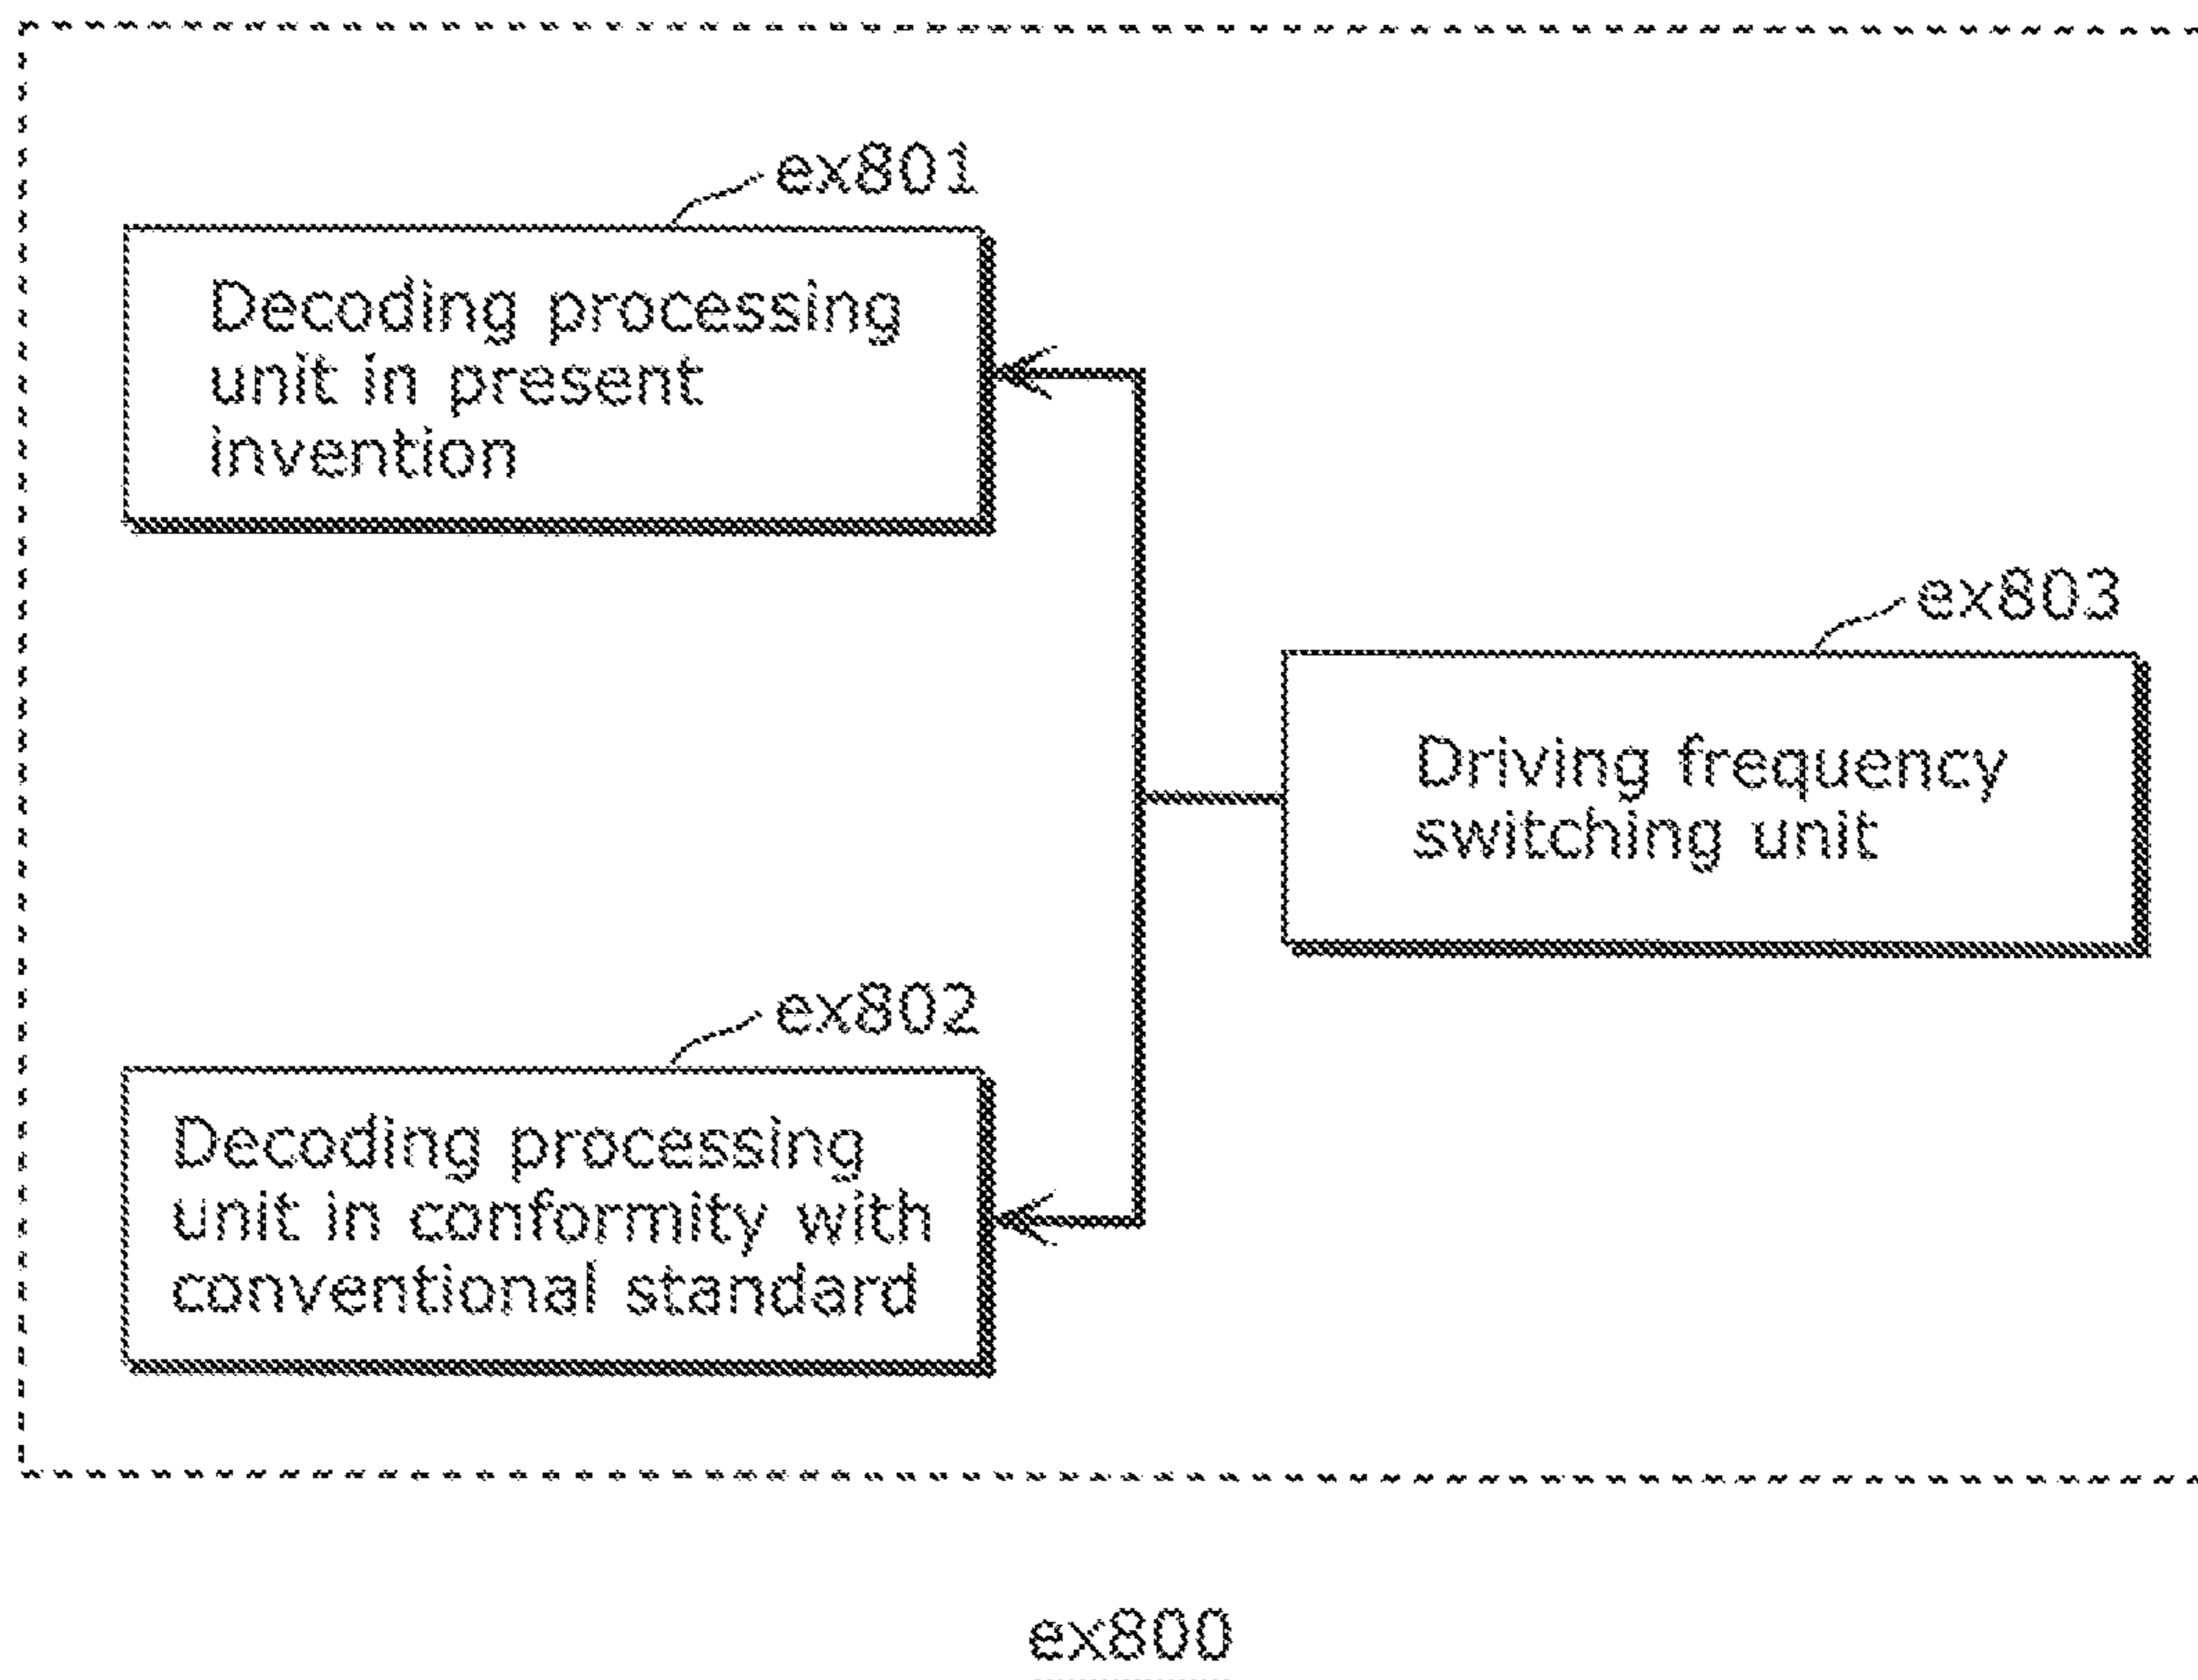 ex801
Decoding processing
unit in present
invention
ex803
Driving frequency
switching unit
ex802
Decoding processing
unit in conformity with
conventional standard
ex800